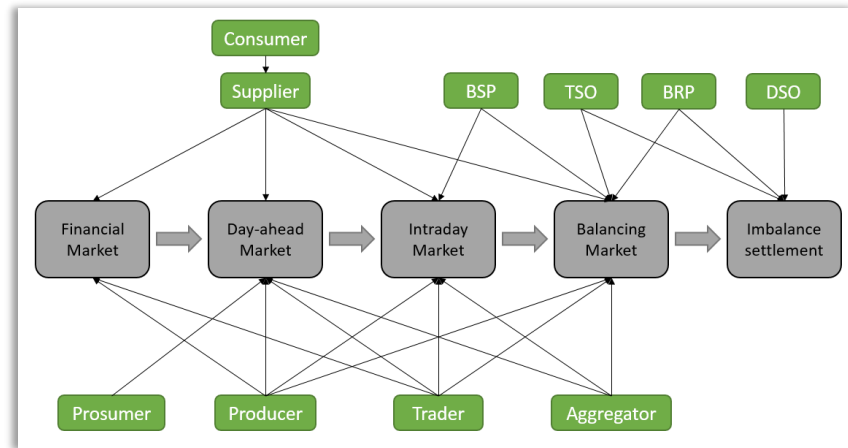 Consumer
Supplier
BSP
TSO
BRP
DSO
Financial
Market
Day-ahead
Market
Intraday
Market
Balancing
Market
Imbalance
settlement
Prosumer
Producer
Trader
Aggregator